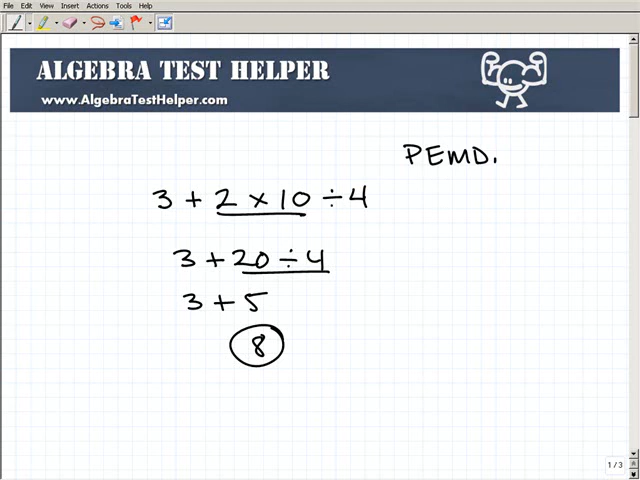 File Edit View Insert Actions Tools Help
ALGEBRA TEST HELPER
www.AlgebraTestHelper.com
PEMD.
3 + 2 × 10 ÷ 4
3 + 20 ÷ 4
3 + 5
8
1 / 3